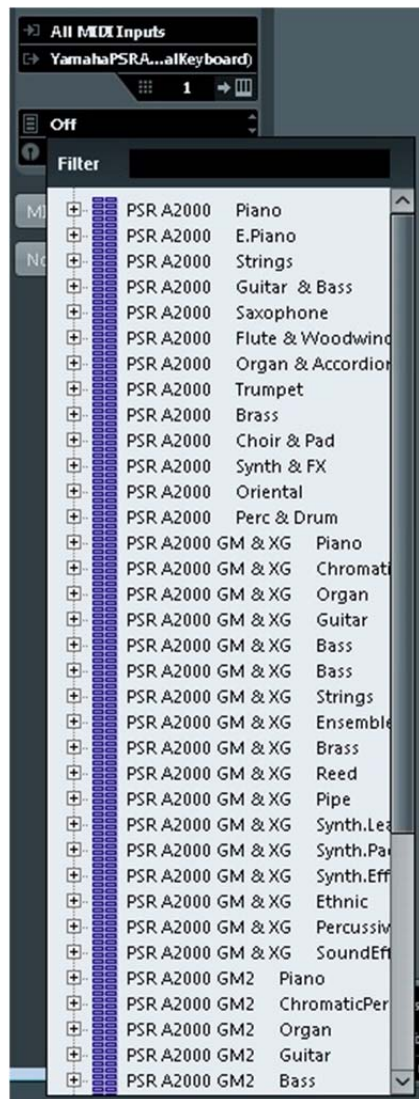 All MIDI Inputs
YamahaPSRA...alKeyboard)
1
Off
Filter
PSR A2000 Piano
PSR A2000 E.Piano
PSR A2000 Strings
PSR A2000 Guitar & Bass
PSR A2000 Saxophone
PSR A2000 Flute & Woodwind
PSR A2000 Organ & Accordion
PSR A2000 Trumpet
PSR A2000 Brass
PSR A2000 Choir & Pad
PSR A2000 Synth & FX
PSR A2000 Oriental
PSR A2000 Perc & Drum
PSR A2000 GM & XG Piano
PSR A2000 GM & XG Chromati
PSR A2000 GM & XG Organ
PSR A2000 GM & XG Guitar
PSR A2000 GM & XG Bass
PSR A2000 GM & XG Bass
PSR A2000 GM & XG Strings
PSR A2000 GM & XG Ensemble
PSR A2000 GM & XG Brass
PSR A2000 GM & XG Reed
PSR A2000 GM & XG Pipe
PSR A2000 GM & XG Synth.Lea
PSR A2000 GM & XG Synth.Pa
PSR A2000 GM & XG Synth.Eff
PSR A2000 GM & XG Ethnic
PSR A2000 GM & XG Percussiv
PSR A2000 GM & XG SoundEff
PSR A2000 GM2 Piano
PSR A2000 GM2 ChromaticPer
PSR A2000 GM2 Organ
PSR A2000 GM2 Guitar
PSR A2000 GM2 Bass